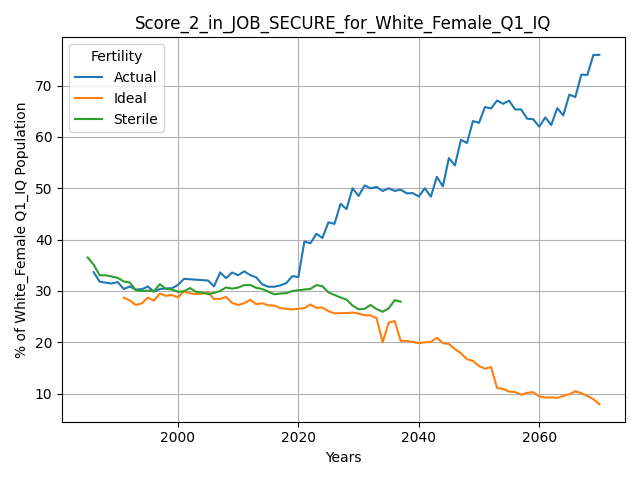 Score_2_in_JOB_SECURE_for_White_Female_Q1_IQ
% of White_Female Q1_IQ Population
70
60
50
40
30
20
10
Fertility
Actual
Ideal
Sterile
2000
2020
2040
2060
Years